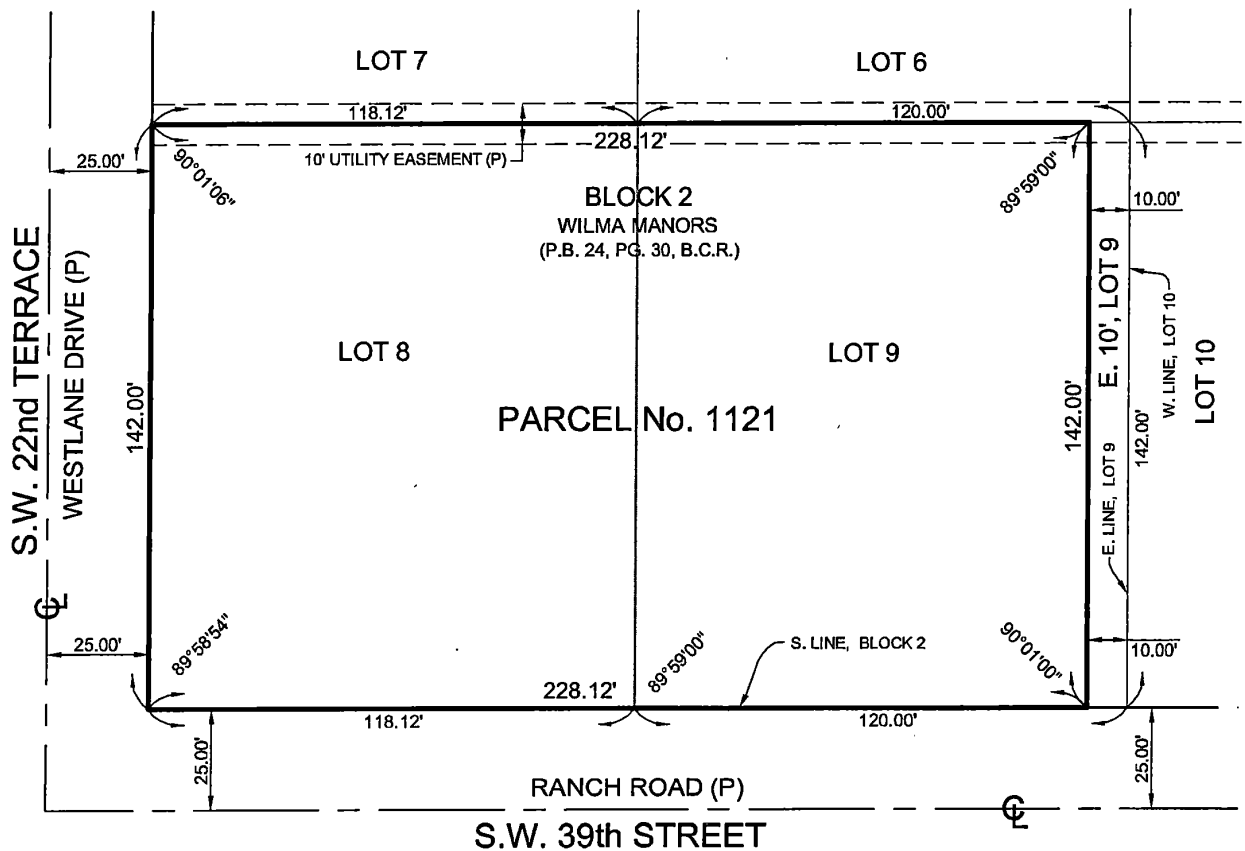 LOT 7
LOT 6
118.12'
120.00'
228.12'
25.00'
10' UTILITY EASEMENT (P)
90°01'06"
89°59'00"
10.00'
BLOCK 2
WILMA MANORS
(P.B. 24, PG. 30, B.C.R.)
S.W. 22nd TERRACE
WESTLANE DRIVE (P)
142.00'
LOT 8
LOT 9
PARCEL No. 1121
142.00'
E. 10', LOT 9
E. LINE, LOT 9
142.00'
W. LINE, LOT 10
LOT 10
CL
25.00'
89°58'54"
228.12'
89°59'00"
S. LINE, BLOCK 2
90°01'00"
10.00'
118.12'
120.00'
25.00'
25.00'
RANCH ROAD (P)
CL
S.W. 39th STREET